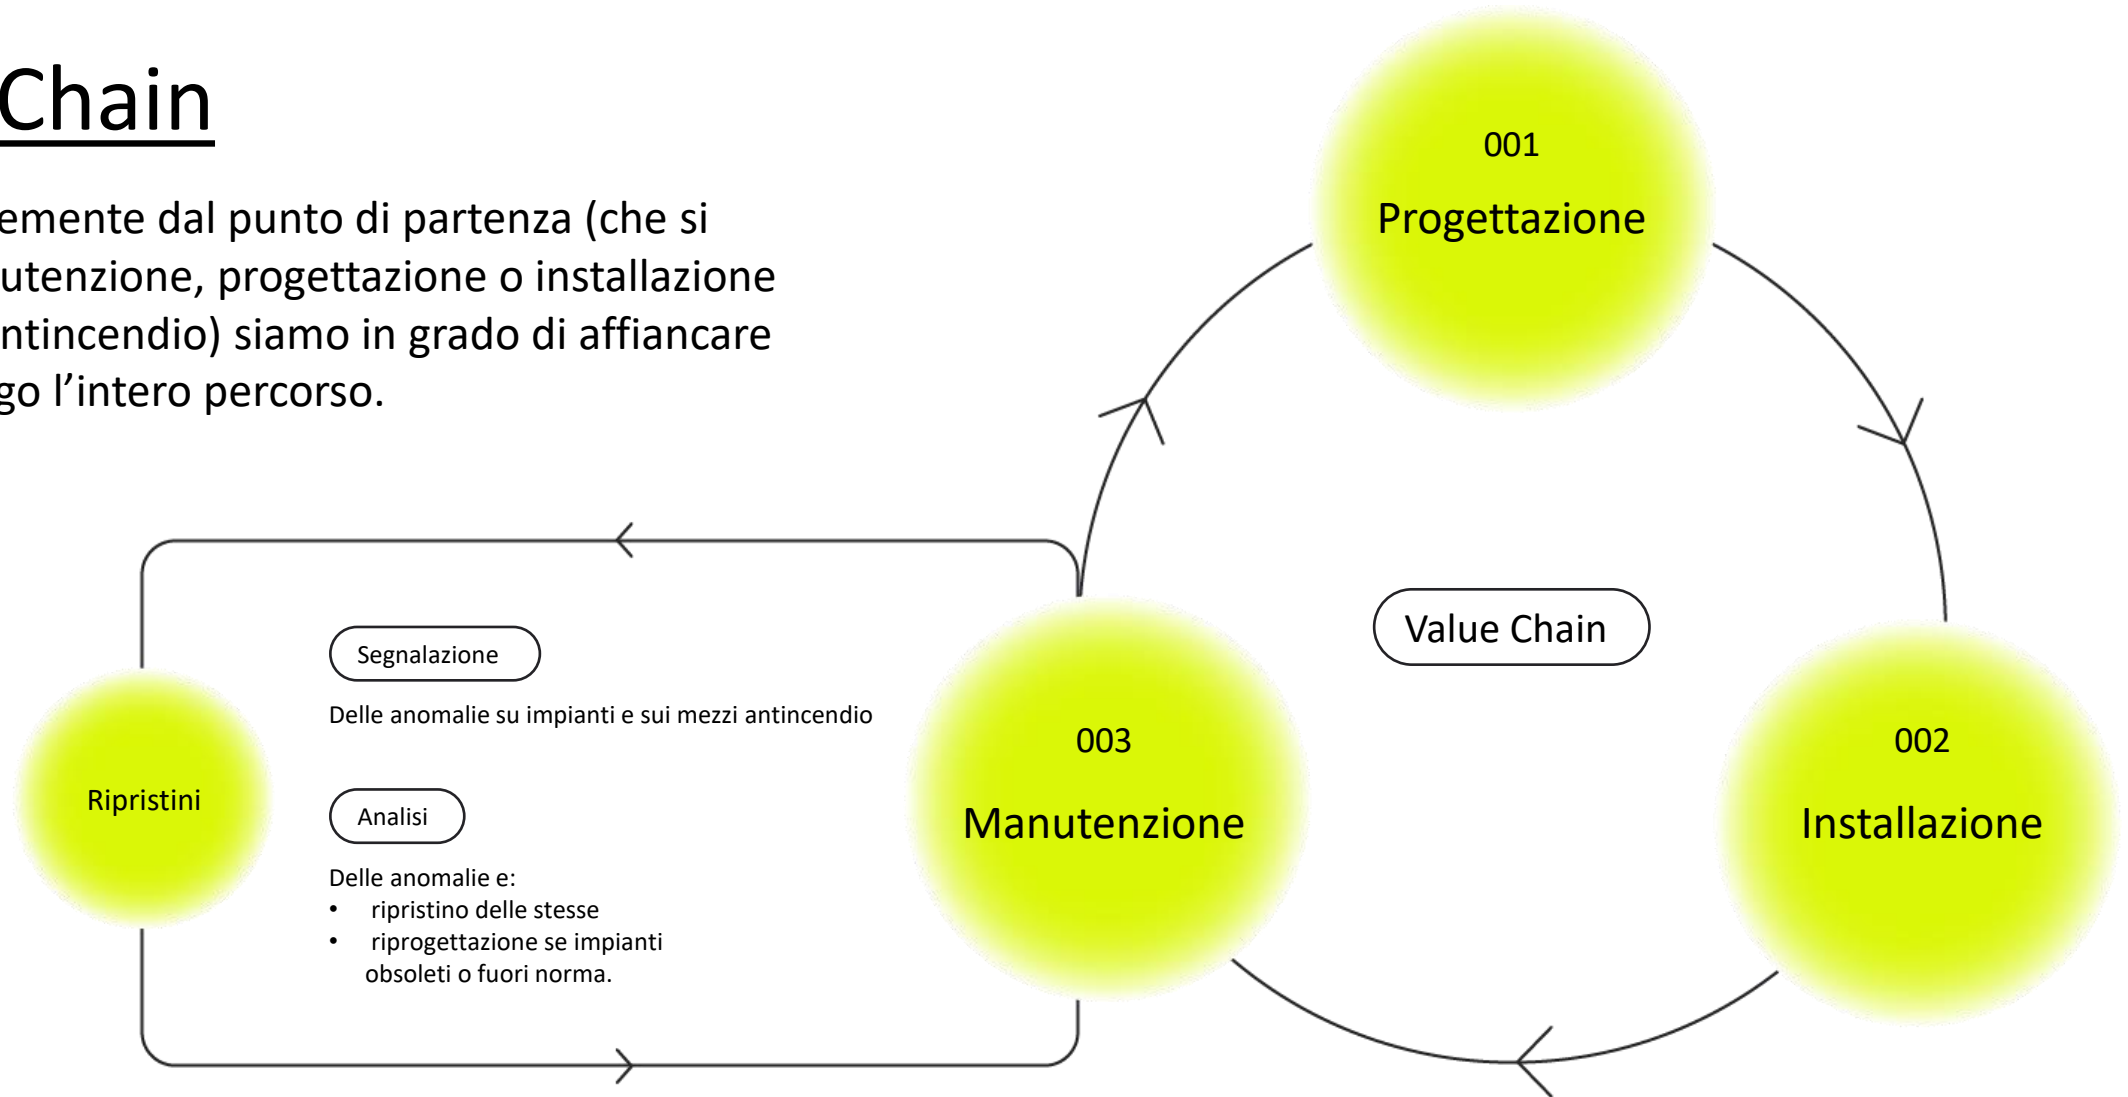 Chain
emente dal punto di partenza (che si
utenzione, progettazione o installazione
ntincendio) siamo in grado di affiancare
go l’intero percorso.
001
Progettazione
Value Chain
002
Installazione
003
Manutenzione
Segnalazione
Delle anomalie su impianti e sui mezzi antincendio
Analisi
Delle anomalie e:
• ripristino delle stesse
• riprogettazione se impianti
obsoleti o fuori norma.
Ripristini